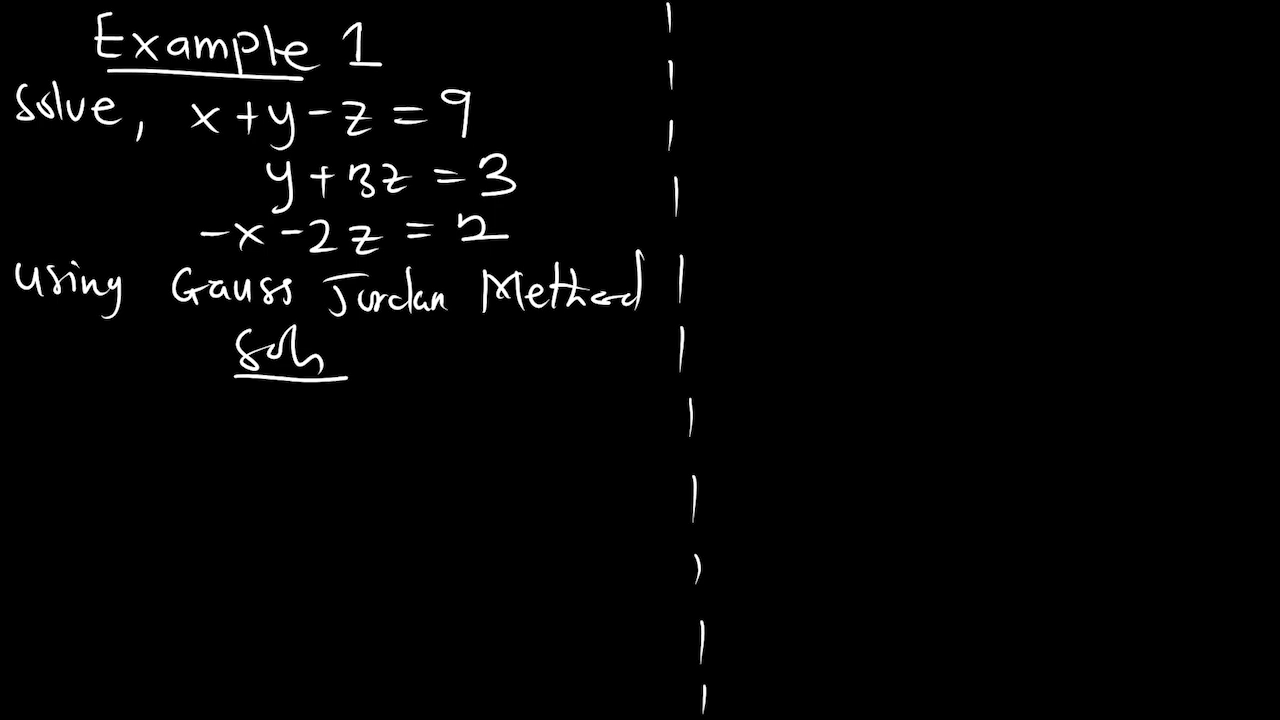 Example 1
Solve, x+y-z=9
y+3z=3
-x-2z=2
using Gauss Jordan Method
Soln